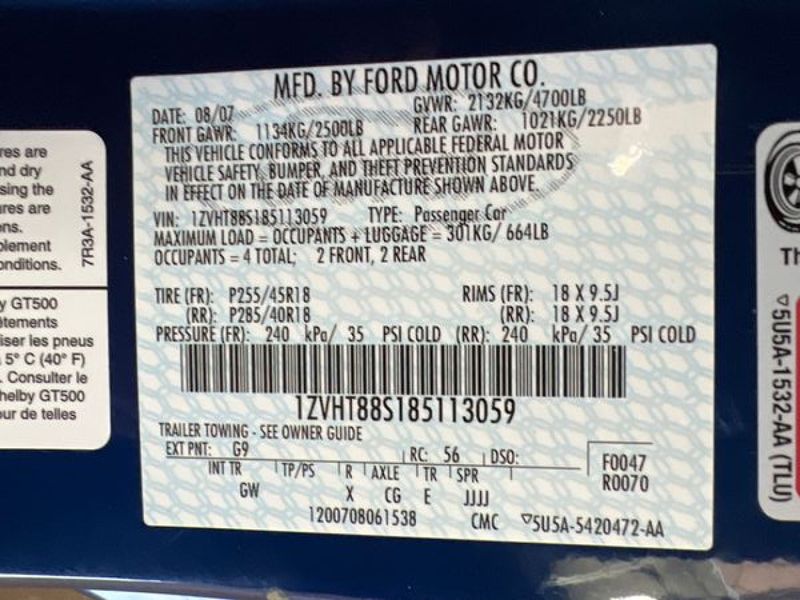 res are
nd dry
sing the
ures are
ons.
plement
onditions.
7R3A-1532-AA
y GT500
êtements
iser les pneus
5° C (40° F)
. Consulter le
helby GT500
our de telles
MFD. BY FORD MOTOR CO.
DATE: 08/07 GVWR: 2132KG/4700LB
FRONT GAWR: 1134KG/2500LB REAR GAWR: 1021KG/2250LB
THIS VEHICLE CONFORMS TO ALL APPLICABLE FEDERAL MOTOR
VEHICLE SAFETY, BUMPER, AND THEFT PREVENTION STANDARDS
IN EFFECT ON THE DATE OF MANUFACTURE SHOWN ABOVE.
VIN: 1ZVHT88S185113059 TYPE: Passenger Car
MAXIMUM LOAD = OCCUPANTS + LUGGAGE = 301KG/ 664LB
OCCUPANTS = 4 TOTAL; 2 FRONT, 2 REAR
TIRE (FR): P255/45R18 RIMS (FR): 18 X 9.5J
(RR): P285/40R18 (RR): 18 X 9.5J
PRESSURE (FR): 240 kPa/ 35 PSI COLD (RR): 240 kPa/ 35 PSI COLD
1ZVHT88S185113059
TRAILER TOWING - SEE OWNER GUIDE
EXT PNT: G9 RC: 56 DSO:
INT TR TP/PS R AXLE TR SPR
GW X CG E JJJJ
F0047
R0070
1200708061538 CMC ▽5U5A-5420472-AA
Th
▽5U5A-1532-AA (TLU)